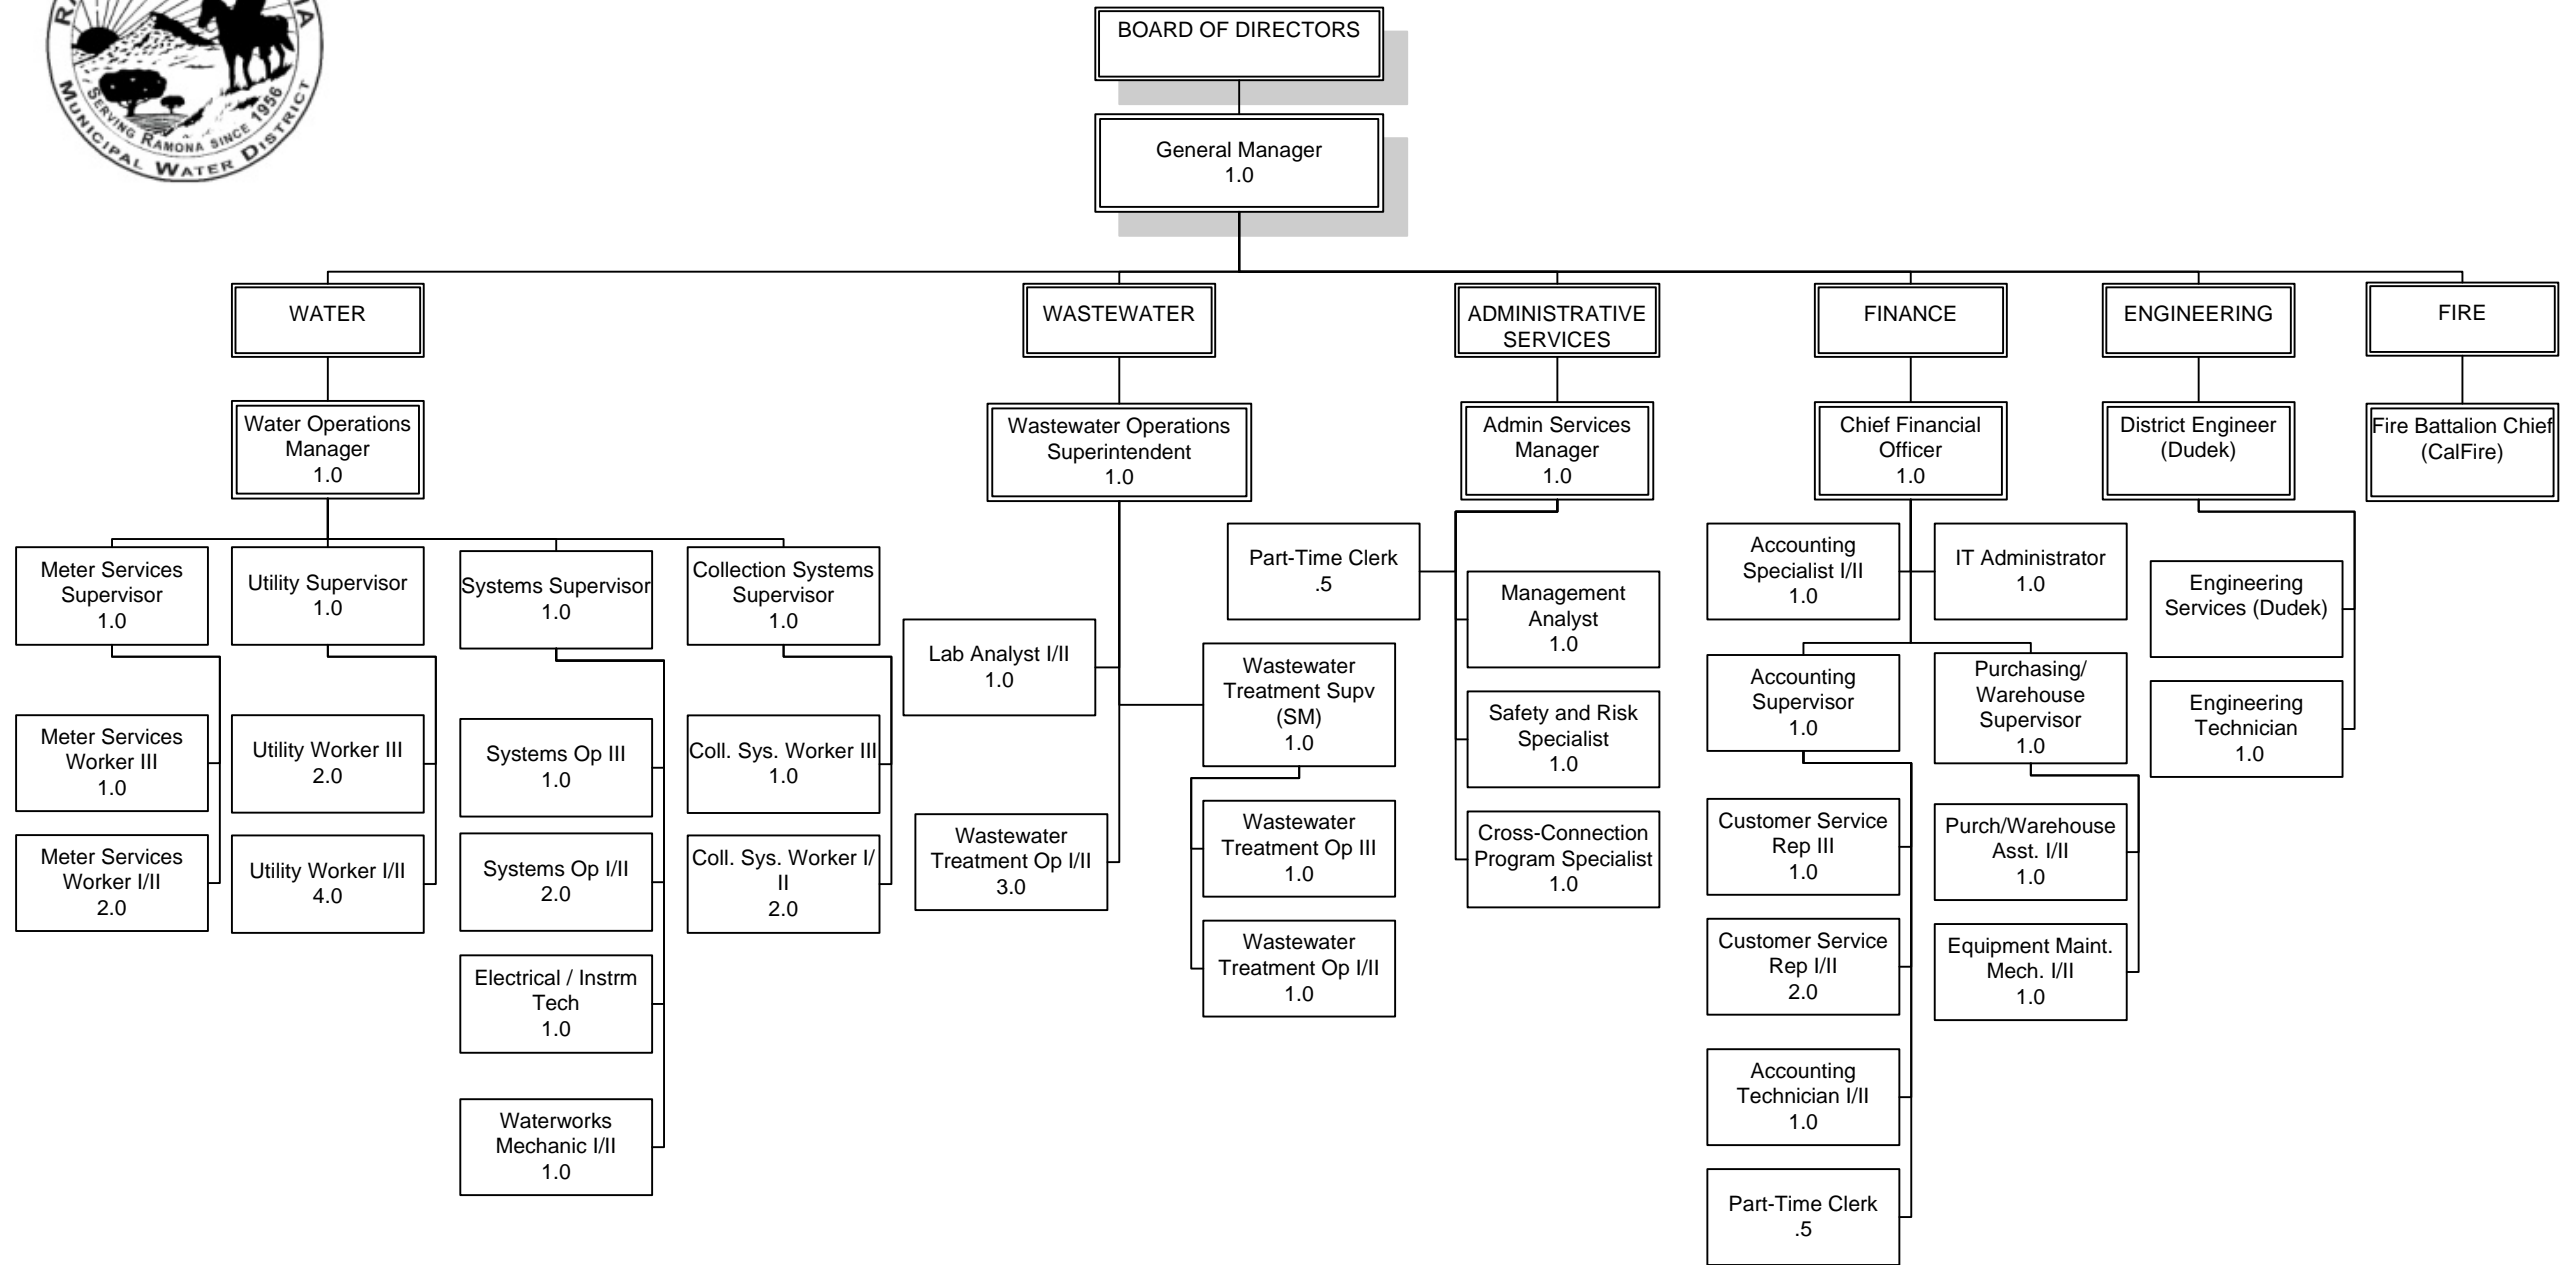 MUNICIPAL WATER DISTRICT
SERVING RAMONA SINCE 1956
BOARD OF DIRECTORS
General Manager
1.0
WATER
WASTEWATER
ADMINISTRATIVE
SERVICES
FINANCE
ENGINEERING
FIRE
Water Operations
Manager
1.0
Wastewater Operations
Superintendent
1.0
Admin Services
Manager
1.0
Chief Financial
Officer
1.0
District Engineer
(Dudek)
Fire Battalion Chief
(CalFire)
Meter Services
Supervisor
1.0
Utility Supervisor
1.0
Systems Supervisor
1.0
Collection Systems
Supervisor
1.0
Meter Services
Worker III
1.0
Utility Worker III
2.0
Systems Op III
1.0
Coll. Sys. Worker III
1.0
Meter Services
Worker I/II
2.0
Utility Worker I/II
4.0
Systems Op I/II
2.0
Coll. Sys. Worker I/
II
2.0
Electrical / Instrm
Tech
1.0
Waterworks
Mechanic I/II
1.0
Lab Analyst I/II
1.0
Wastewater
Treatment Supv
(SM)
1.0
Wastewater
Treatment Op I/II
3.0
Wastewater
Treatment Op III
1.0
Wastewater
Treatment Op I/II
1.0
Part-Time Clerk
.5
Management
Analyst
1.0
Safety and Risk
Specialist
1.0
Cross-Connection
Program Specialist
1.0
Accounting
Specialist I/II
1.0
IT Administrator
1.0
Accounting
Supervisor
1.0
Purchasing/
Warehouse
Supervisor
1.0
Customer Service
Rep III
1.0
Customer Service
Rep I/II
2.0
Accounting
Technician I/II
1.0
Part-Time Clerk
.5
Purch/Warehouse
Asst. I/II
1.0
Equipment Maint.
Mech. I/II
1.0
Engineering
Services (Dudek)
Engineering
Technician
1.0